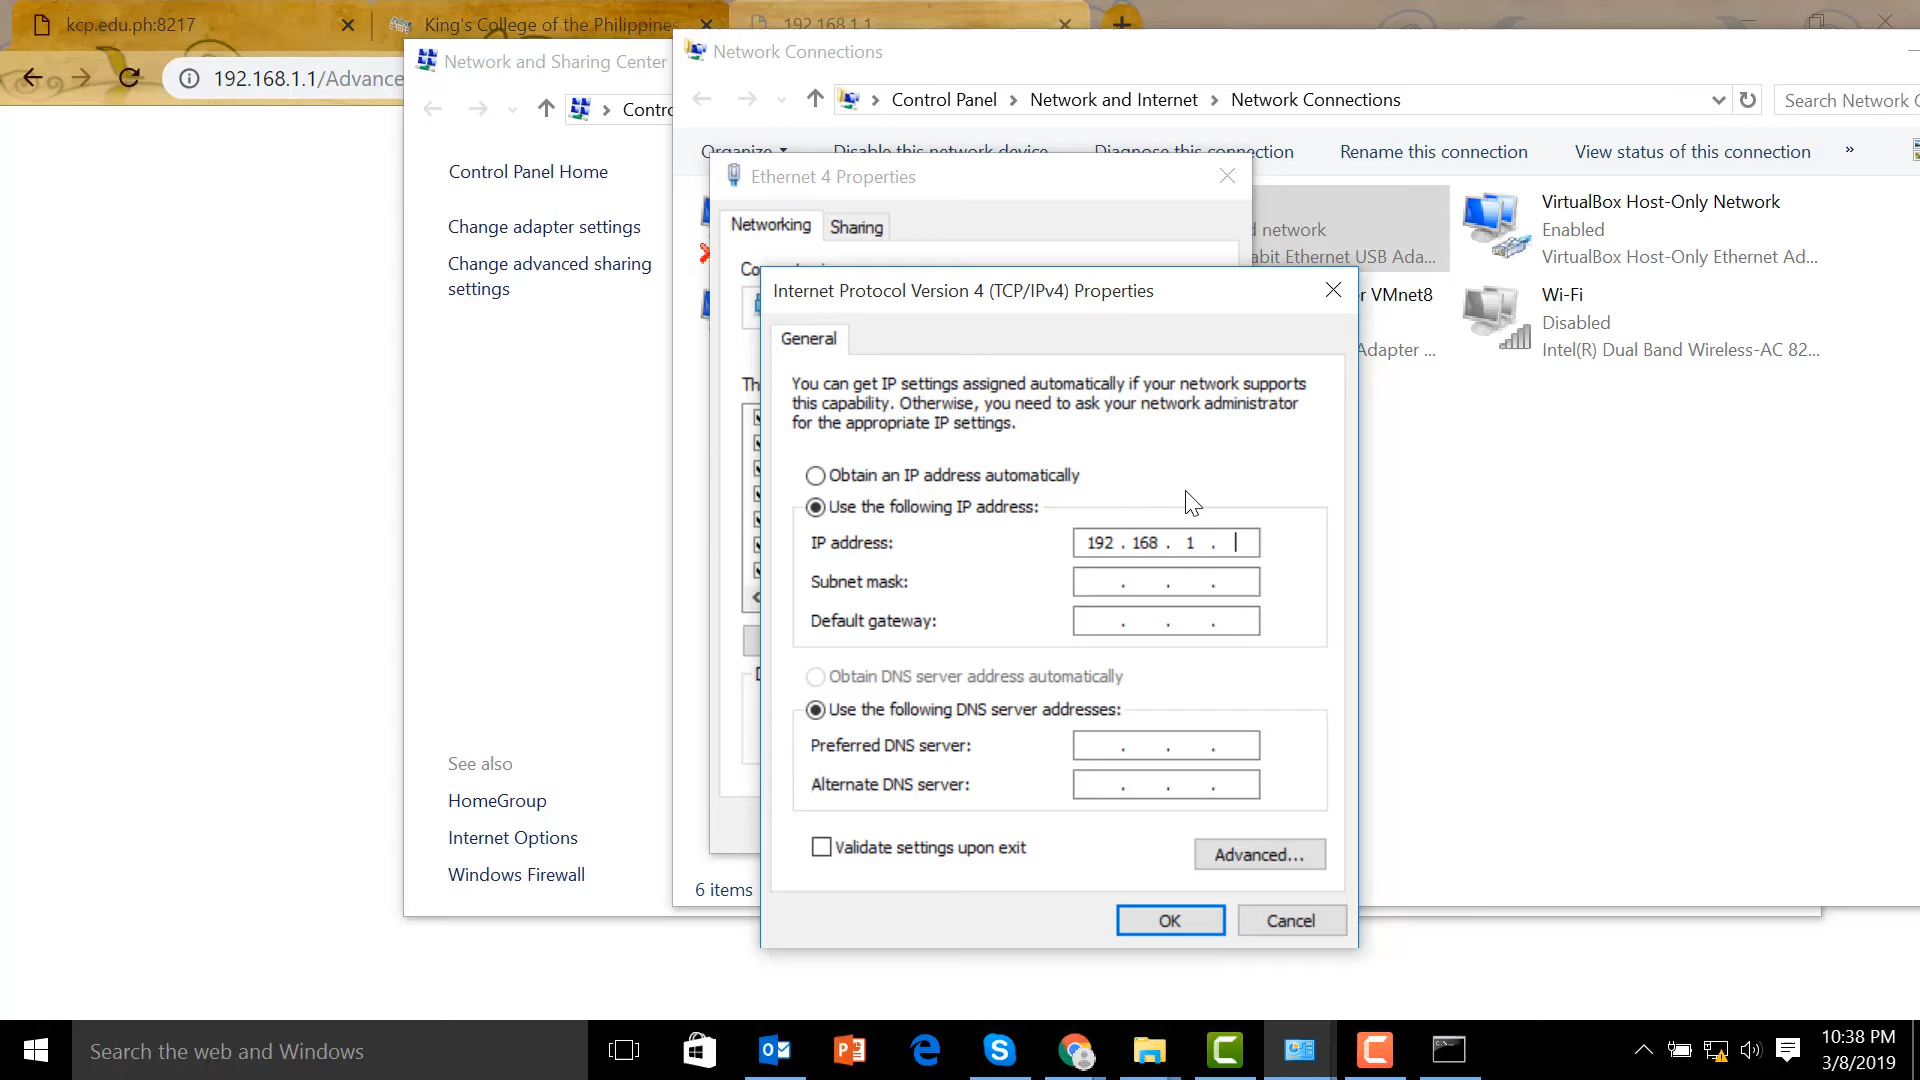 kcp.edu.ph:8217
King's College of the Philippines
192.168.1.1
192.168.1.1/Advance
Network and Sharing Center
Contro
Control Panel Home
Change adapter settings
Change advanced sharing
settings
See also
HomeGroup
Internet Options
Windows Firewall
Network Connections
Control Panel > Network and Internet > Network Connections
Search Network C
Organize
Disable this network device
Diagnose this connection
Rename this connection
View status of this connection
»
d network
bit Ethernet USB Ada...
r VMnet8
Adapter ...
VirtualBox Host-Only Network
Enabled
VirtualBox Host-Only Ethernet Ad...
Wi-Fi
Disabled
Intel(R) Dual Band Wireless-AC 82...
6 items
Ethernet 4 Properties
Networking
Sharing
Co
Th
Internet Protocol Version 4 (TCP/IPv4) Properties
General
You can get IP settings assigned automatically if your network supports
this capability. Otherwise, you need to ask your network administrator
for the appropriate IP settings.
Obtain an IP address automatically
Use the following IP address:
IP address: 192 . 168 . 1 .
Subnet mask: . . .
Default gateway: . . .
Obtain DNS server address automatically
Use the following DNS server addresses:
Preferred DNS server: . . .
Alternate DNS server: . . .
Validate settings upon exit
Advanced...
OK
Cancel
Search the web and Windows
10:38 PM
3/8/2019